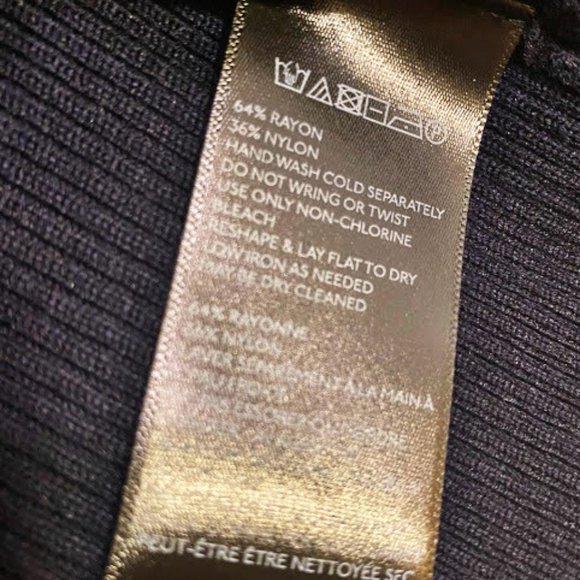 64% RAYON
36% NYLON
HAND WASH COLD SEPARATELY
DO NOT WRING OR TWIST
USE ONLY NON-CHLORINE
BLEACH
RESHAPE & LAY FLAT TO DRY
LOW IRON AS NEEDED
MAY BE DRY CLEANED
64% RAYONNE
36% NYLON
À LA MAIN À
PEUT-ÊTRE ÊTRE NETTOYÉE SEC